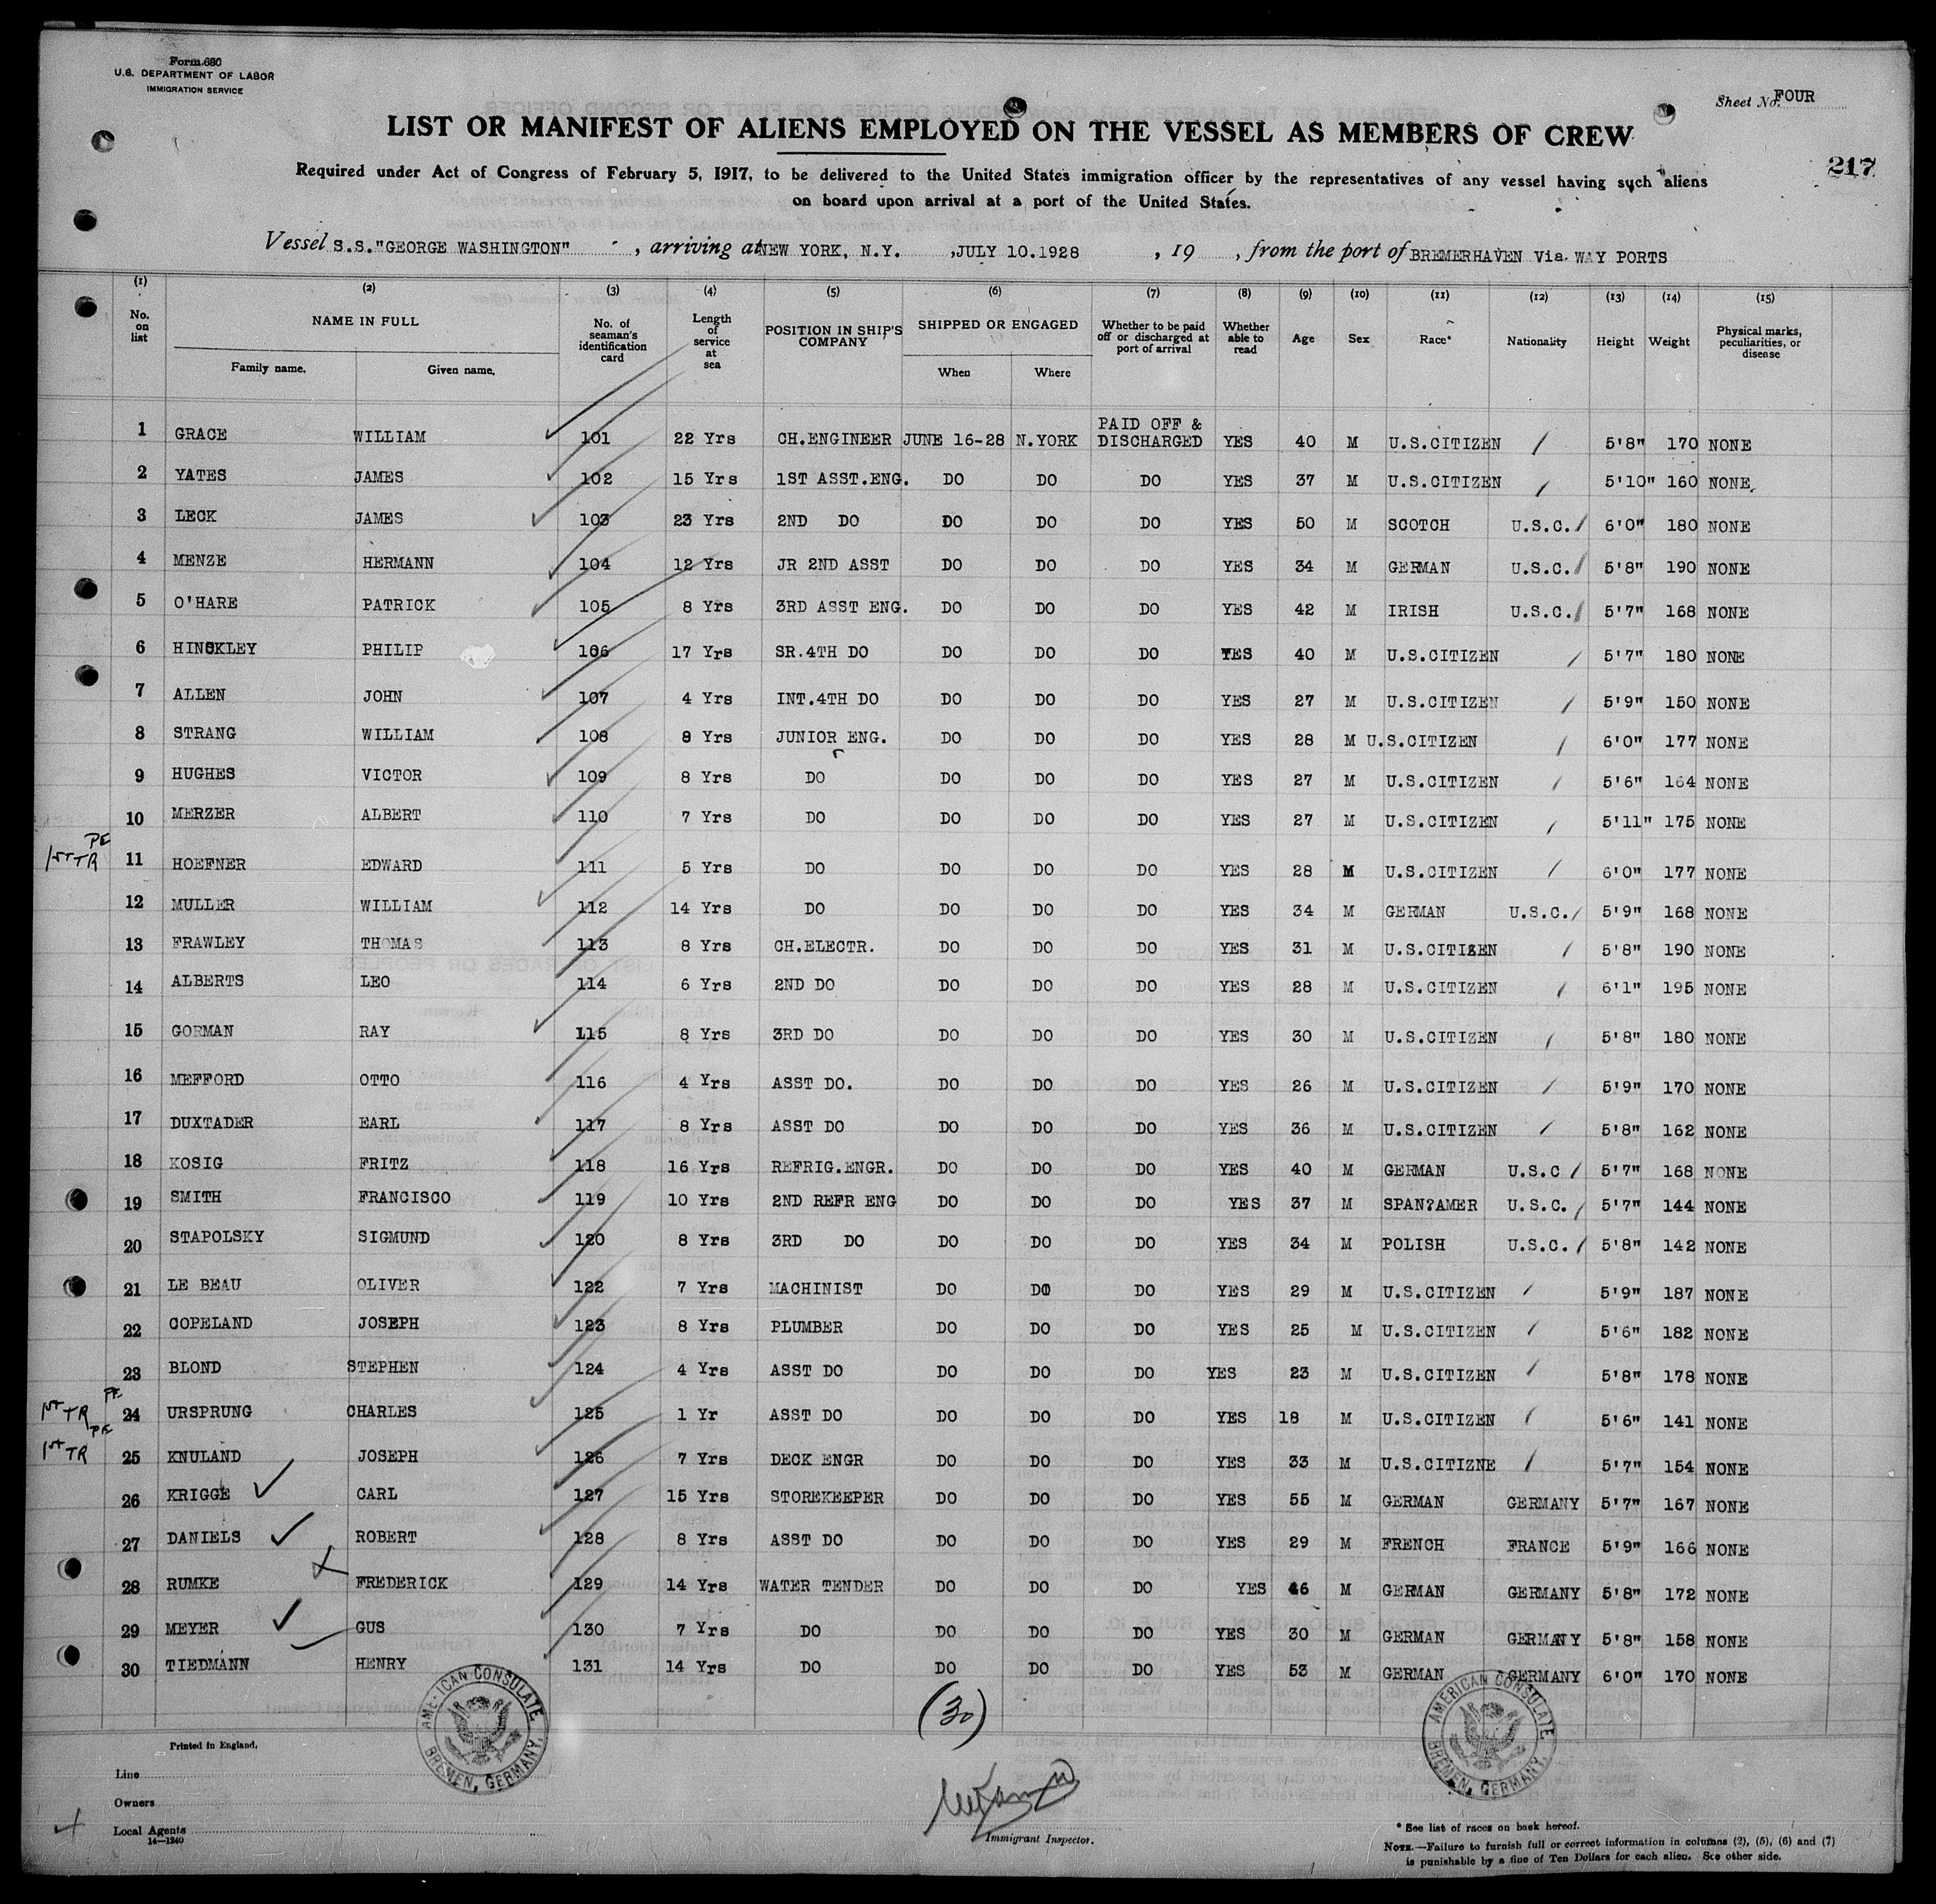 Form 680
U.S. DEPARTMENT OF LABOR
IMMIGRATION SERVICE
Sheet No. FOUR
LIST OR MANIFEST OF ALIENS EMPLOYED ON THE VESSEL AS MEMBERS OF CREW
217
Required under Act of Congress of February 5, 1917, to be delivered to the United States immigration officer by the representatives of any vessel having such aliens
on board upon arrival at a port of the United States.
Vessel S.S."GEORGE WASHINGTON" , arriving at NEW YORK, N.Y. , JULY 10.1928 , 19 , from the port of BREMERHAVEN Via. WAY PORTS
(1) (2) (3) (4) (5) (6) (7) (8) (9) (10) (11) (12) (13) (14) (15)
No. on list NAME IN FULL Family name. Given name. No. of seaman's identification card Length of service at sea POSITION IN SHIP'S COMPANY SHIPPED OR ENGAGED When Where Whether to be paid off or discharged at port of arrival Whether able to read Age Sex Race* Nationality Height Weight Physical marks, peculiarities, or disease
1 GRACE WILLIAM 101 22 Yrs CH.ENGINEER JUNE 16-28 N.YORK PAID OFF & DISCHARGED YES 40 M U.S.CITIZEN 5'8" 170 NONE
2 YATES JAMES 102 15 Yrs 1ST ASST.ENG. DO DO DO YES 37 M U.S.CITIZEN 5'10" 160 NONE
3 LECK JAMES 103 23 Yrs 2ND DO DO DO DO YES 50 M SCOTCH U.S.C. 6'0" 180 NONE
4 MENZE HERMANN 104 12 Yrs JR 2ND ASST DO DO DO YES 34 M GERMAN U.S.C. 5'8" 190 NONE
5 O'HARE PATRICK 105 8 Yrs 3RD ASST ENG. DO DO DO YES 42 M IRISH U.S.C. 5'7" 168 NONE
6 HINCKLEY PHILIP 106 17 Yrs SR.4TH DO DO DO DO YES 40 M U.S.CITIZEN 5'7" 180 NONE
7 ALLEN JOHN 107 4 Yrs INT.4TH DO DO DO DO YES 27 M U.S.CITIZEN 5'9" 150 NONE
8 STRANG WILLIAM 108 8 Yrs JUNIOR ENG. DO DO DO YES 28 M U.S.CITIZEN 6'0" 177 NONE
9 HUGHES VICTOR 109 8 Yrs DO DO DO DO YES 27 M U.S.CITIZEN 5'6" 164 NONE
10 MERZER ALBERT 110 7 Yrs DO DO DO DO YES 27 M U.S.CITIZEN 5'11" 175 NONE
1st TR PE 11 HOEFNER EDWARD 111 5 Yrs DO DO DO DO YES 28 M U.S.CITIZEN 6'0" 177 NONE
12 MULLER WILLIAM 112 14 Yrs DO DO DO DO YES 34 M GERMAN U.S.C. 5'9" 168 NONE
13 FRAWLEY THOMAS 113 8 Yrs CH.ELECTR. DO DO DO YES 31 M U.S.CITIZEN 5'8" 190 NONE
14 ALBERTS LEO 114 6 Yrs 2ND DO DO DO DO YES 28 M U.S.CITIZEN 6'1" 195 NONE
15 GORMAN RAY 115 8 Yrs 3RD DO DO DO DO YES 30 M U.S.CITIZEN 5'8" 180 NONE
16 MEFFORD OTTO 116 4 Yrs ASST DO. DO DO DO YES 26 M U.S.CITIZEN 5'9" 170 NONE
17 DUXTADER EARL 117 8 Yrs ASST DO DO DO DO YES 36 M U.S.CITIZEN 5'8" 162 NONE
18 KOSIG FRITZ 118 16 Yrs REFRIG.ENGR. DO DO DO YES 40 M GERMAN U.S.C 5'7" 168 NONE
19 SMITH FRANCISCO 119 10 Yrs 2ND REFR ENG DO DO DO YES 37 M SPAN?AMER U.S.C. 5'7" 144 NONE
20 STAPOLSKY SIGMUND 120 8 Yrs 3RD DO DO DO DO YES 34 M POLISH U.S.C. 5'8" 142 NONE
21 LE BEAU OLIVER 122 7 Yrs MACHINIST DO DO DO YES 29 M U.S.CITIZEN 5'9" 187 NONE
22 COPELAND JOSEPH 123 8 Yrs PLUMBER DO DO DO YES 25 M U.S.CITIZEN 5'6" 182 NONE
23 BLOND STEPHEN 124 4 Yrs ASST DO DO DO DO YES 23 M U.S.CITIZEN 5'8" 178 NONE
1st TR PE 24 URSPRUNG CHARLES 125 1 Yr ASST DO DO DO DO YES 18 M U.S.CITIZEN 5'6" 141 NONE
1st TR PE 25 KNULAND JOSEPH 126 7 Yrs DECK ENGR DO DO DO YES 33 M U.S.CITIZNE 5'7" 154 NONE
26 KRIGGE CARL 127 15 Yrs STOREKEEPER DO DO DO YES 55 M GERMAN GERMANY 5'7" 167 NONE
27 DANIELS ROBERT 128 8 Yrs ASST DO DO DO DO YES 29 M FRENCH FRANCE 5'9" 166 NONE
28 RUMKE FREDERICK 129 14 Yrs WATER TENDER DO DO DO YES 46 M GERMAN GERMANY 5'8" 172 NONE
29 MEYER GUS 130 7 Yrs DO DO DO DO YES 30 M GERMAN GERMANY 5'8" 158 NONE
30 TIEDMANN HENRY 131 14 Yrs DO DO DO DO YES 53 M GERMAN GERMANY 6'0" 170 NONE
(30)
AMERICAN CONSULATE BREMEN, GERMANY.
AMERICAN CONSULATE BREMEN, GERMANY.
Printed in England.
Line
Owners
Local Agents
14—1240
Immigrant Inspector.
* See list of races on back hereof.
NOTE.—Failure to furnish full or correct information in columns (2), (5), (6) and (7)
is punishable by a fine of Ten Dollars for each alien. See other side.